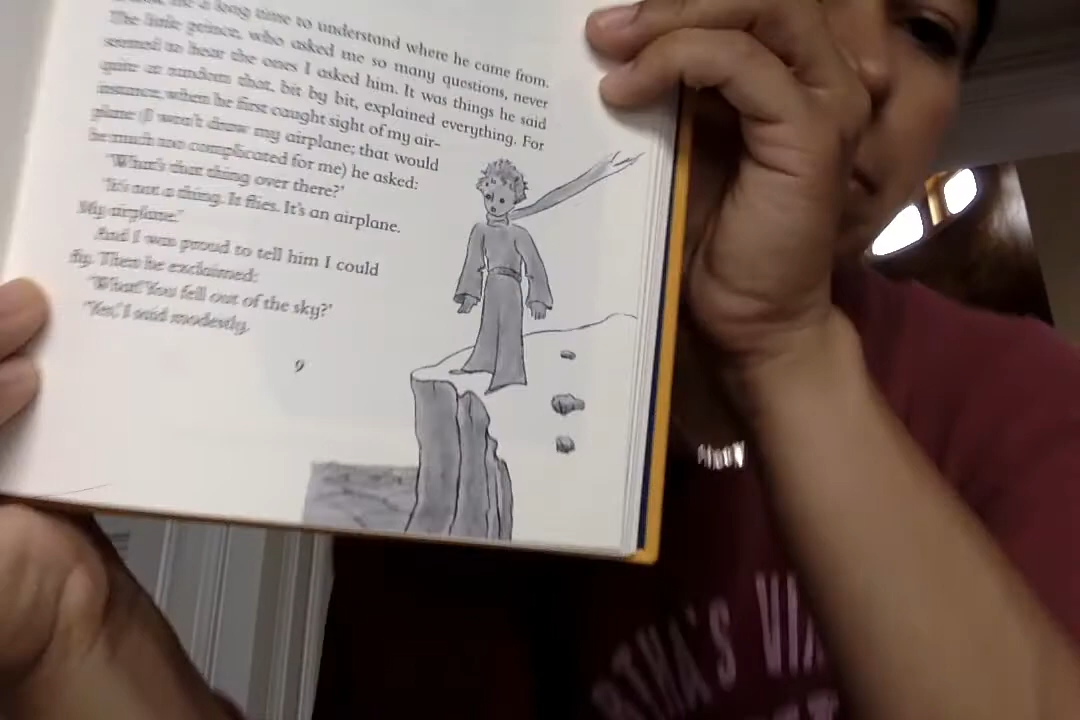 a long time to understand where he came from.
The little prince, who asked me so many questions, never
seemed to hear the ones I asked him. It was things he said
quite at random that, bit by bit, explained everything. For
instance, when he first caught sight of my air-
plane (I won't draw my airplane; that would
be much too complicated for me) he asked:
"What's that thing over there?"
"It's not a thing. It flies. It's an airplane.
My airplane."
And I was proud to tell him I could
fly. Then he exclaimed:
"What! You fell out of the sky?"
"Yes," I said modestly.
9